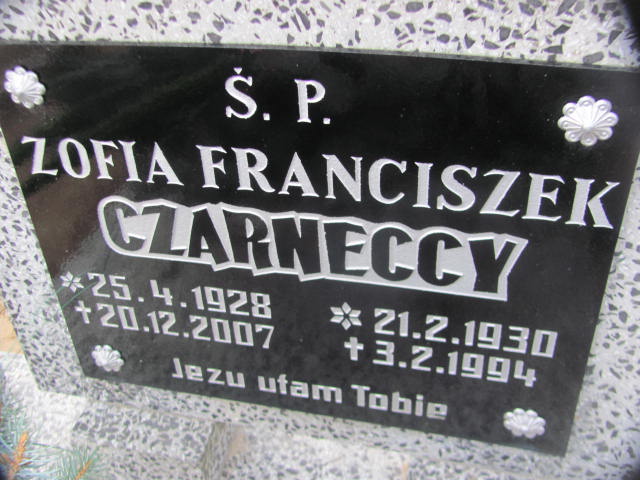 Š. P.
ZOFIA FRANCISZEK
CZARNECCY
* 25.4.1928 * 21.2.1930
† 20.12.2007 † 3.2.1994
Jezu ufam Tobie